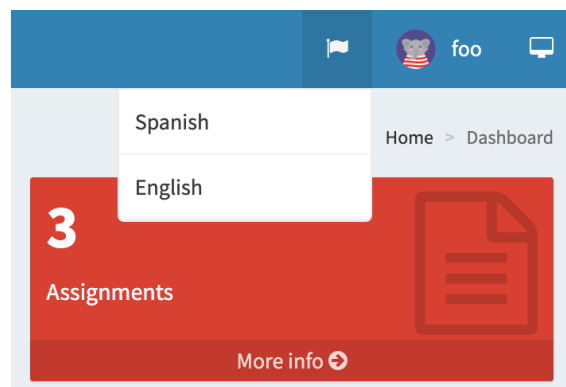 foo
Spanish
Home > Dashboard
English
3
Assignments
More info